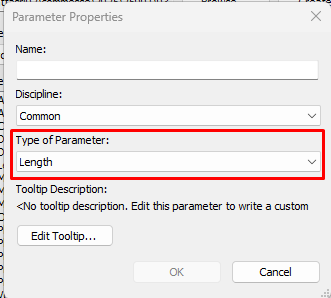 Parameter Properties
Name:
Discipline:
Common
Type of Parameter:
Length
Tooltip Description:
<No tooltip description. Edit this parameter to write a custom
Edit Tooltip...
OK
Cancel